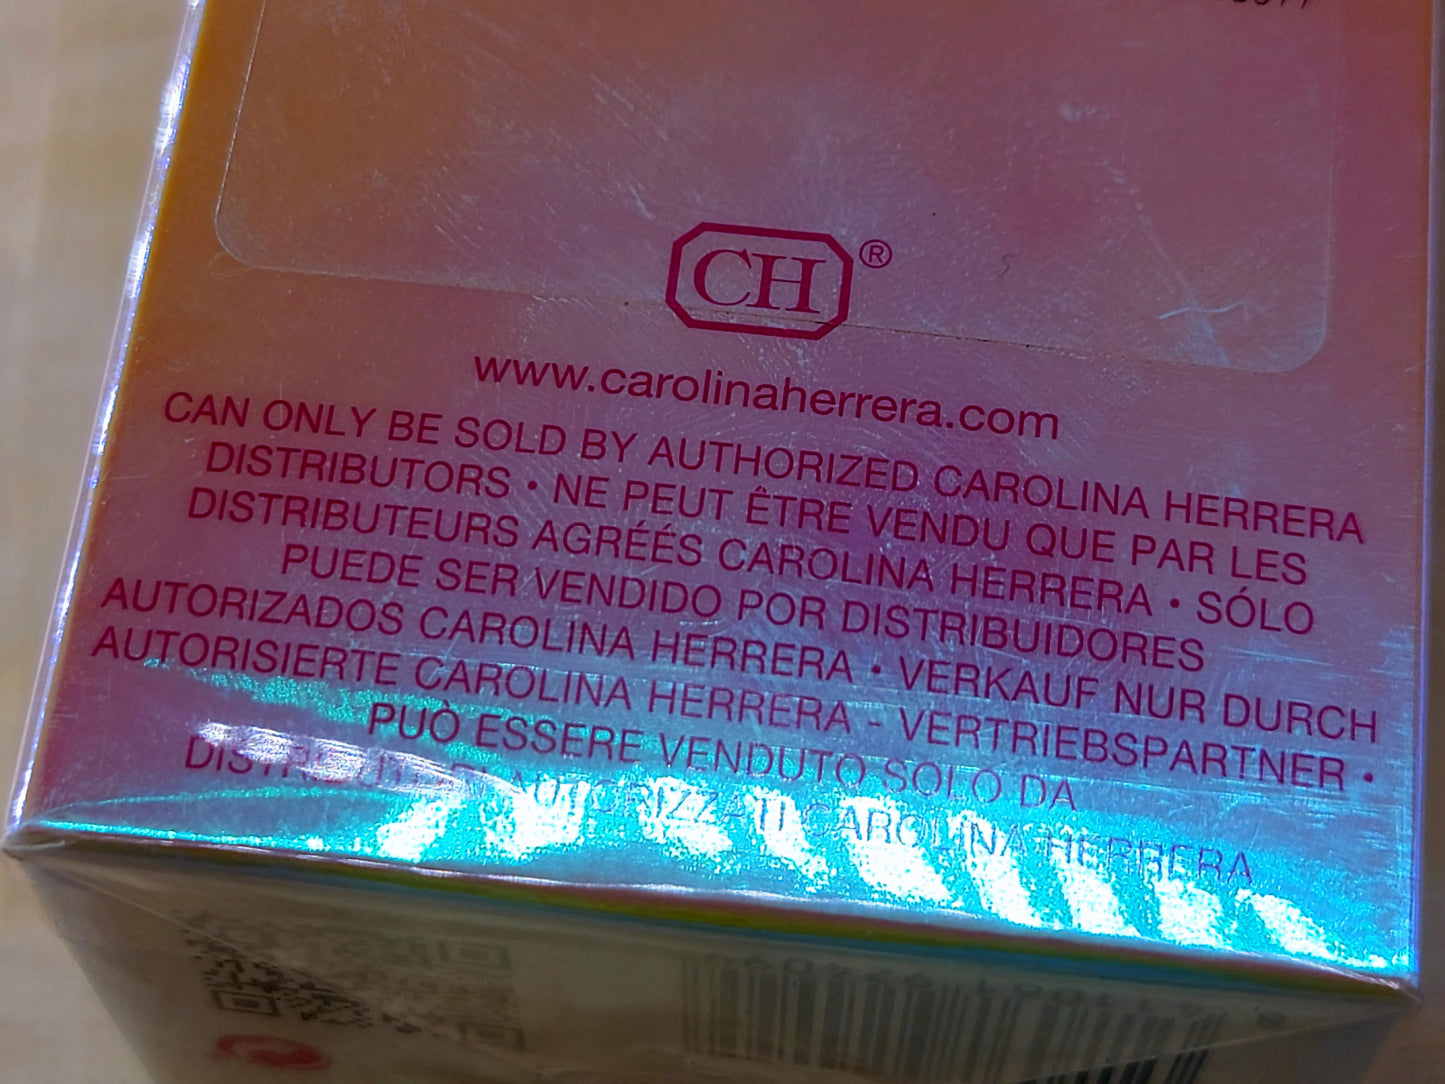 CH®
www.carolinaherrera.com
CAN ONLY BE SOLD BY AUTHORIZED CAROLINA HERRERA
DISTRIBUTORS • NE PEUT ÊTRE VENDU QUE PAR LES
DISTRIBUTEURS AGRÉÉS CAROLINA HERRERA • SÓLO
PUEDE SER VENDIDO POR DISTRIBUIDORES
AUTORIZADOS CAROLINA HERRERA • VERKAUF NUR DURCH
AUTORISIERTE CAROLINA HERRERA - VERTRIEBSPARTNER •
PUÒ ESSERE VENDUTO SOLO DA
DISTRIBUTORI AUTORIZZATI CAROLINA HERRERA